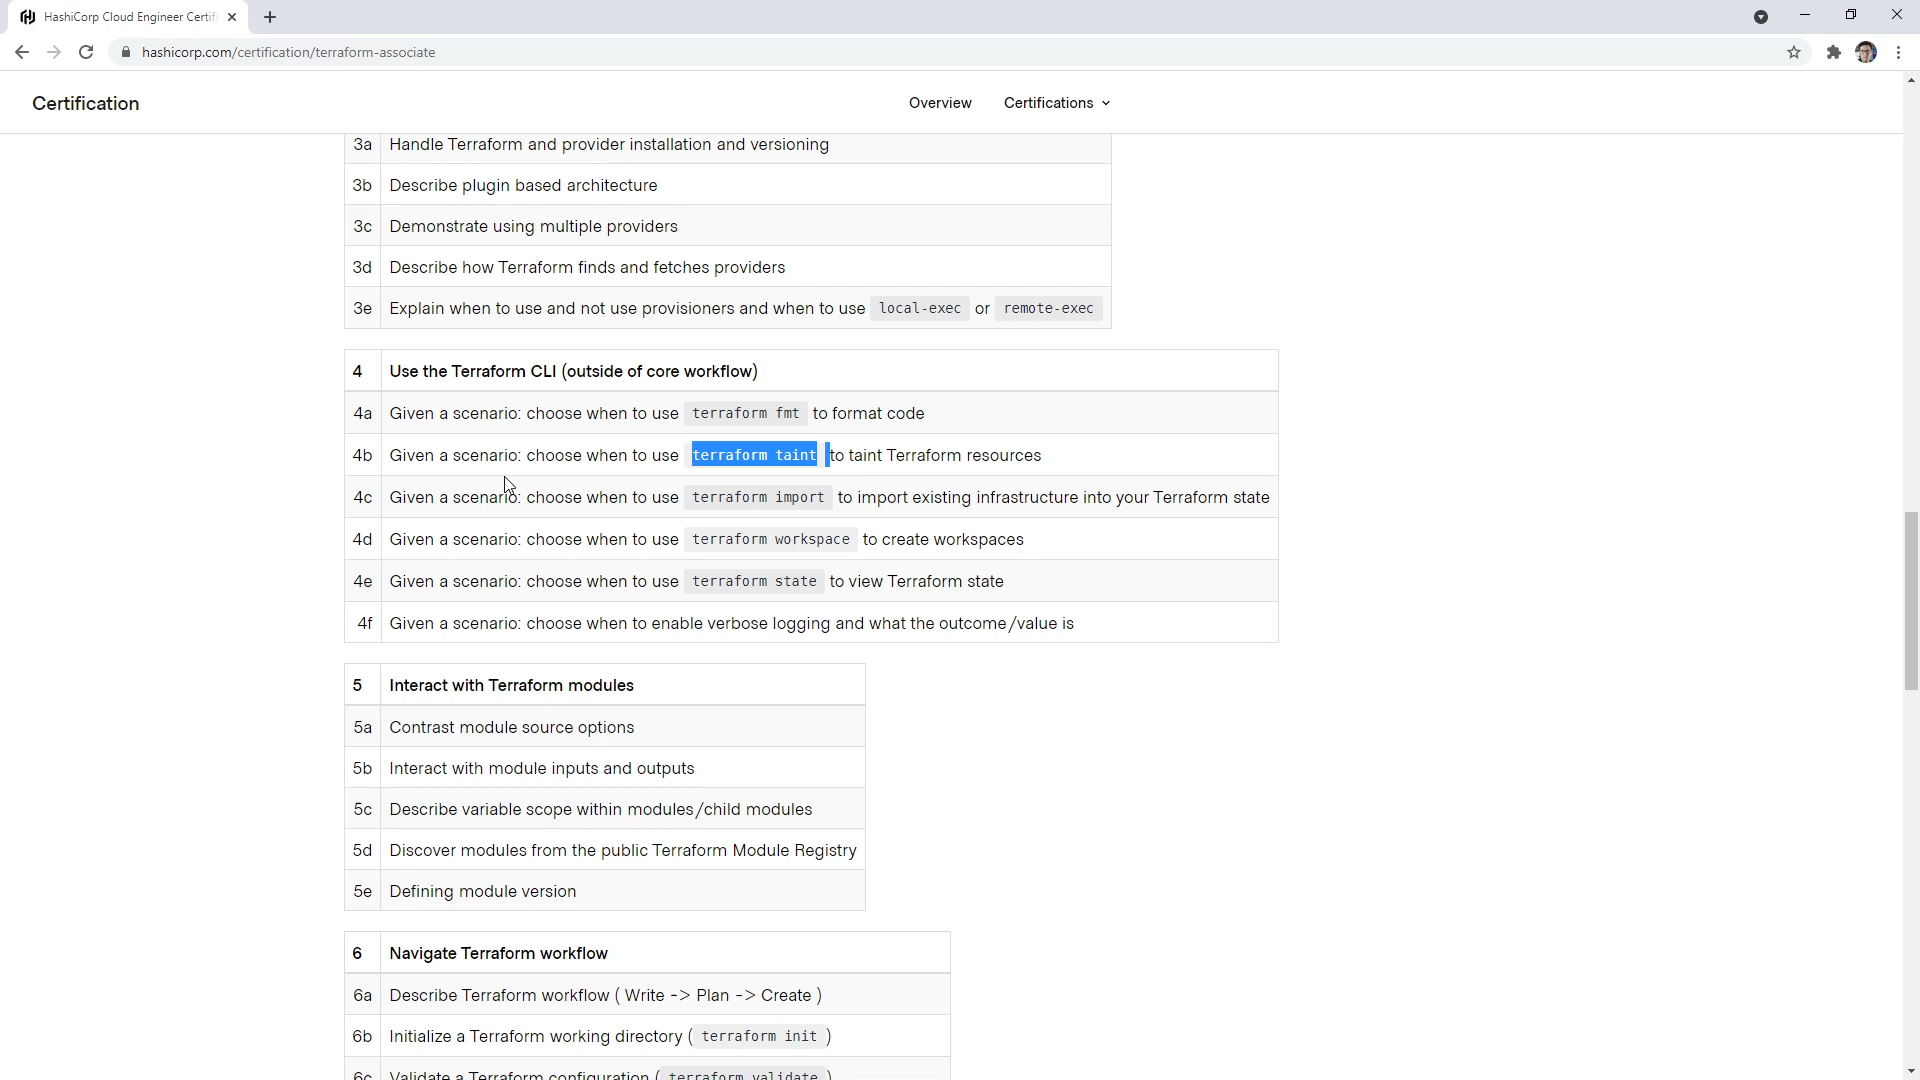 HashiCorp Cloud Engineer Certifi
hashicorp.com/certification/terraform-associate
Certification
Overview
Certifications
3a Handle Terraform and provider installation and versioning
3b Describe plugin based architecture
3c Demonstrate using multiple providers
3d Describe how Terraform finds and fetches providers
3e Explain when to use and not use provisioners and when to use local-exec or remote-exec
4 Use the Terraform CLI (outside of core workflow)
4a Given a scenario: choose when to use terraform fmt to format code
4b Given a scenario: choose when to use terraform taint to taint Terraform resources
4c Given a scenario: choose when to use terraform import to import existing infrastructure into your Terraform state
4d Given a scenario: choose when to use terraform workspace to create workspaces
4e Given a scenario: choose when to use terraform state to view Terraform state
4f Given a scenario: choose when to enable verbose logging and what the outcome/value is
5 Interact with Terraform modules
5a Contrast module source options
5b Interact with module inputs and outputs
5c Describe variable scope within modules/child modules
5d Discover modules from the public Terraform Module Registry
5e Defining module version
6 Navigate Terraform workflow
6a Describe Terraform workflow ( Write -> Plan -> Create )
6b Initialize a Terraform working directory ( terraform init )
6c Validate a Terraform configuration ( terraform validate )